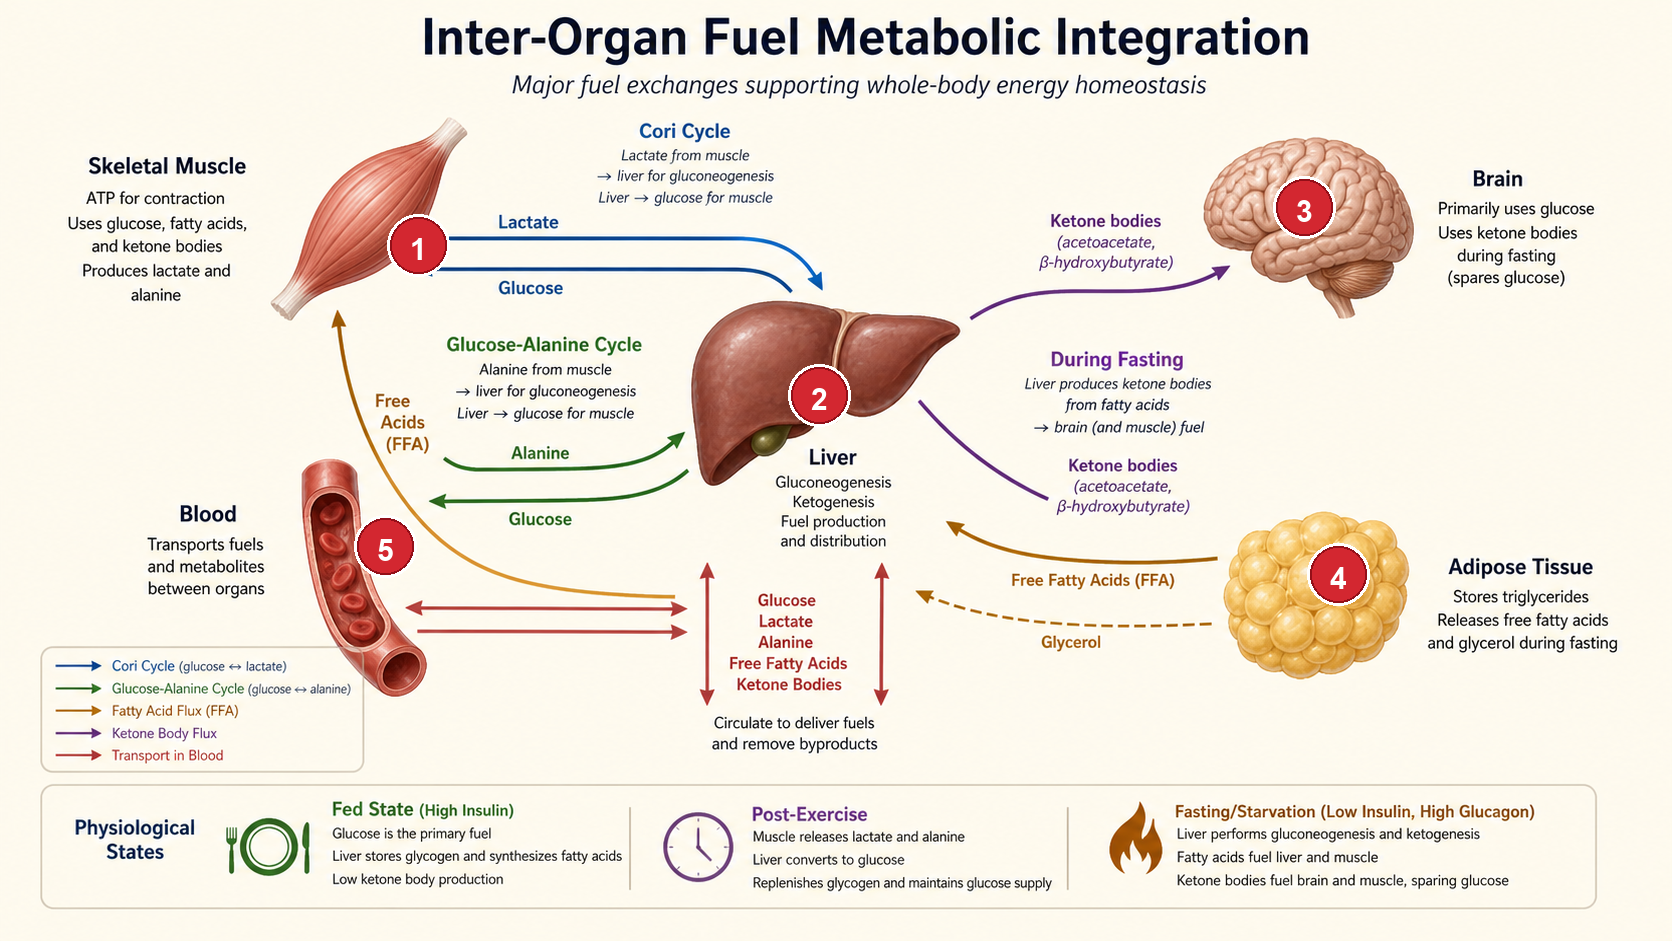 Inter-Organ Fuel Metabolic Integration
Major fuel exchanges supporting whole-body energy homeostasis
Skeletal Muscle
ATP for contraction
Uses glucose, fatty acids,
and ketone bodies
Produces lactate and
alanine
1
Cori Cycle
Lactate from muscle
→ liver for gluconeogenesis
Liver → glucose for muscle
Lactate
Glucose
Glucose-Alanine Cycle
Alanine from muscle
→ liver for gluconeogenesis
Liver → glucose for muscle
Free
Acids
(FFA)
Alanine
Glucose
2
Liver
Gluconeogenesis
Ketogenesis
Fuel production
and distribution
Ketone bodies
(acetoacetate,
β-hydroxybutyrate)
3
Brain
Primarily uses glucose
Uses ketone bodies
during fasting
(spares glucose)
During Fasting
Liver produces ketone bodies
from fatty acids
→ brain (and muscle) fuel
Ketone bodies
(acetoacetate,
β-hydroxybutyrate)
Free Fatty Acids (FFA)
Glycerol
4
Adipose Tissue
Stores triglycerides
Releases free fatty acids
and glycerol during fasting
Blood
Transports fuels
and metabolites
between organs
5
Glucose
Lactate
Alanine
Free Fatty Acids
Ketone Bodies
Circulate to deliver fuels
and remove byproducts
Cori Cycle (glucose ↔ lactate)
Glucose-Alanine Cycle (glucose ↔ alanine)
Fatty Acid Flux (FFA)
Ketone Body Flux
Transport in Blood
Physiological
States
Fed State (High Insulin)
Glucose is the primary fuel
Liver stores glycogen and synthesizes fatty acids
Low ketone body production
Post-Exercise
Muscle releases lactate and alanine
Liver converts to glucose
Replenishes glycogen and maintains glucose supply
Fasting/Starvation (Low Insulin, High Glucagon)
Liver performs gluconeogenesis and ketogenesis
Fatty acids fuel liver and muscle
Ketone bodies fuel brain and muscle, sparing glucose